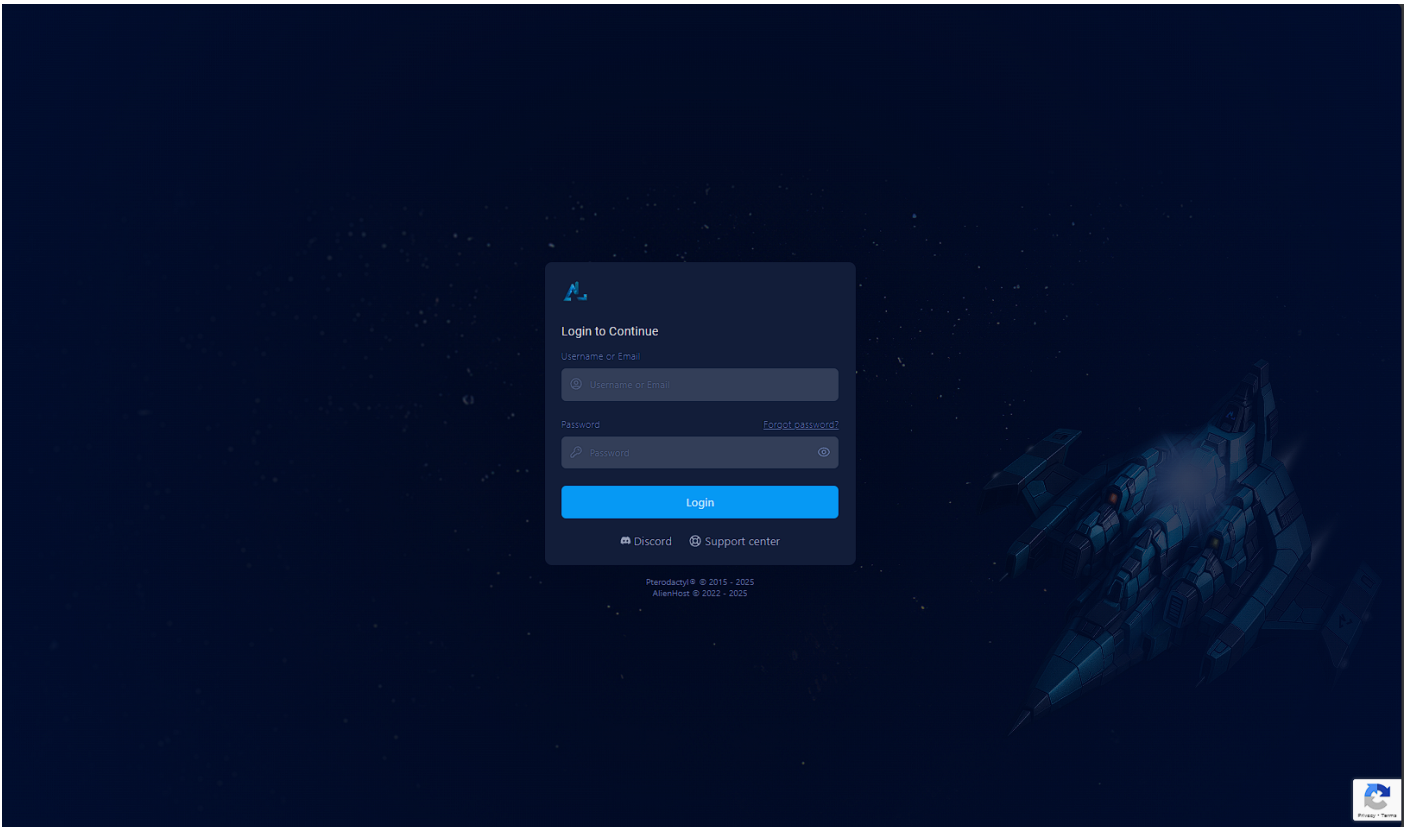 Login to Continue
Username or Email
Username or Email
Password Forgot password?
Password
Login
Discord Support center
Pterodactyl® © 2015 - 2025
AlienHost © 2022 - 2025
Privacy • Terms